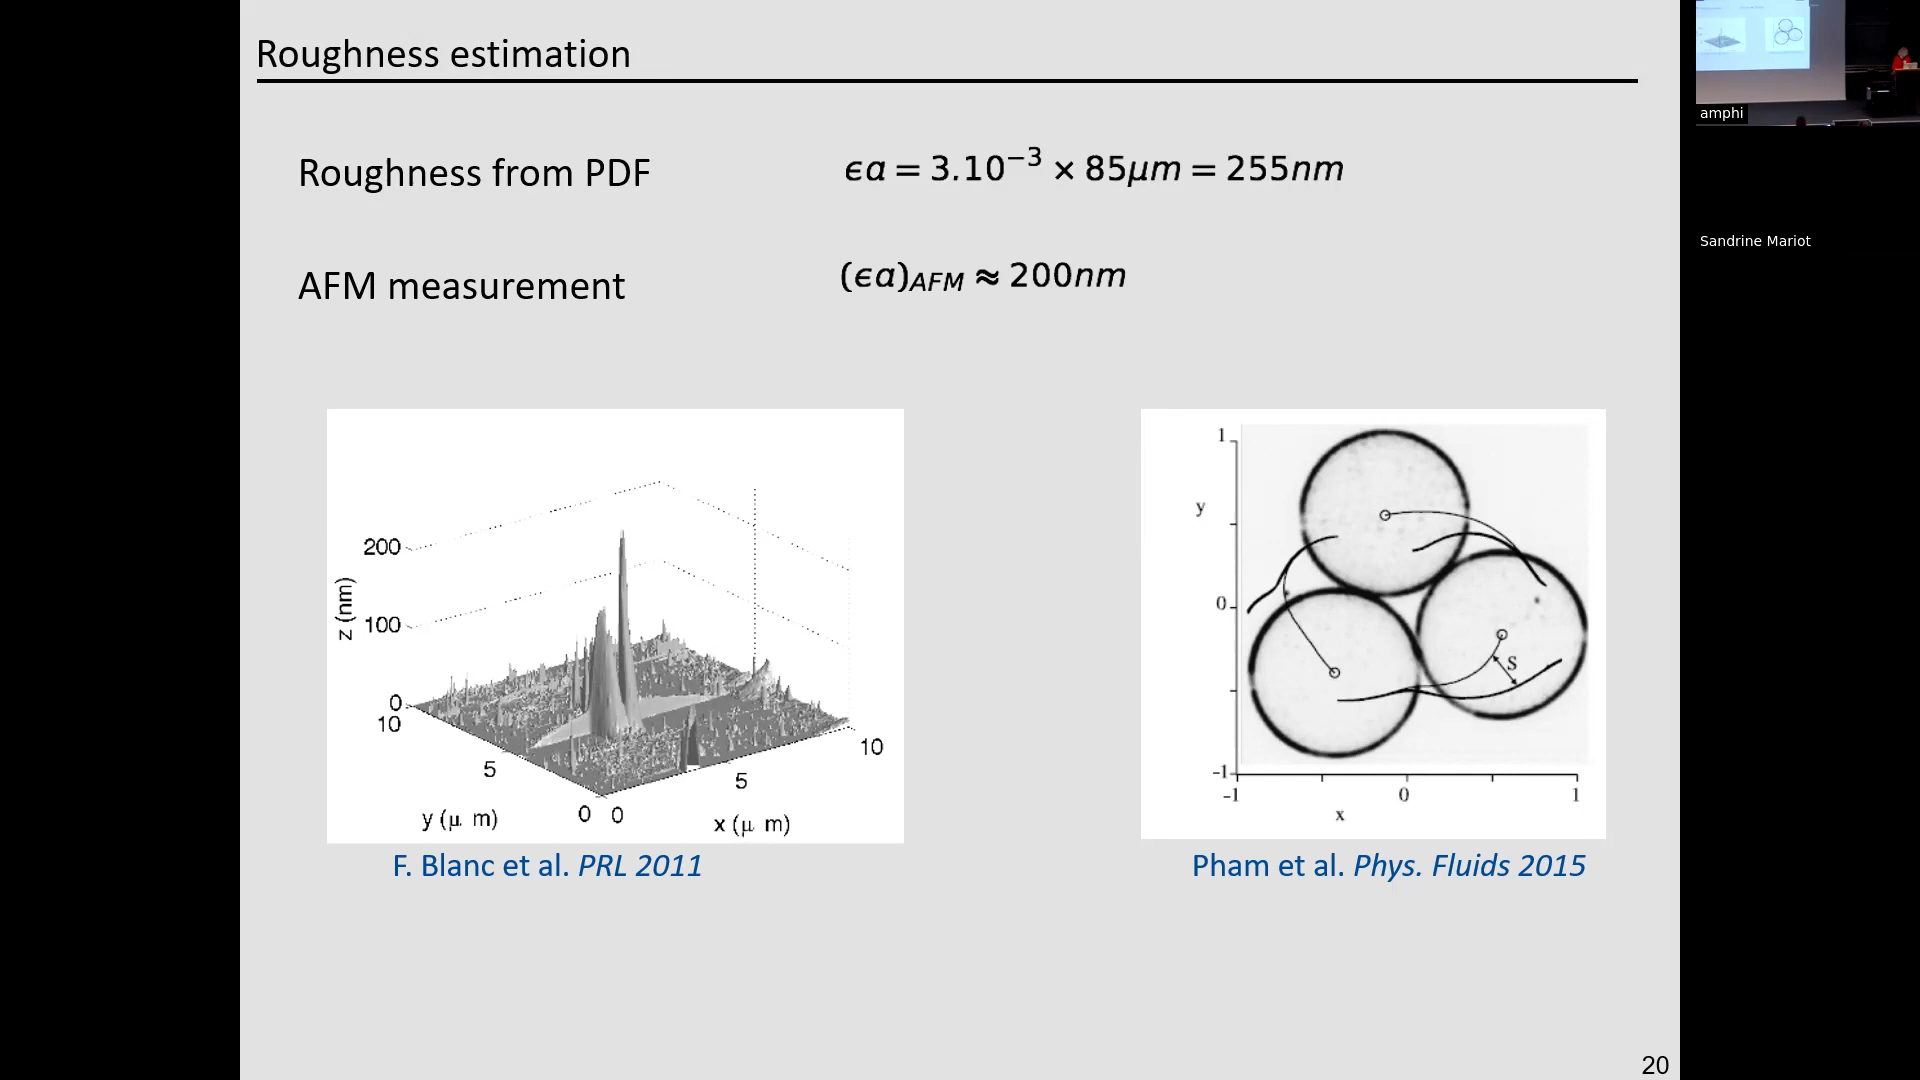 Roughness estimation
Roughness from PDF
ϵa = 3.10⁻³ × 85μm = 255nm
AFM measurement
(ϵa)AFM ≈ 200nm
200
100
0
z (nm)
10
5
0
y (μ m)
0
5
10
x (μ m)
F. Blanc et al. PRL 2011
1
y
0
-1
-1
0
1
x
S
Pham et al. Phys. Fluids 2015
20
amphi
Sandrine Mariot